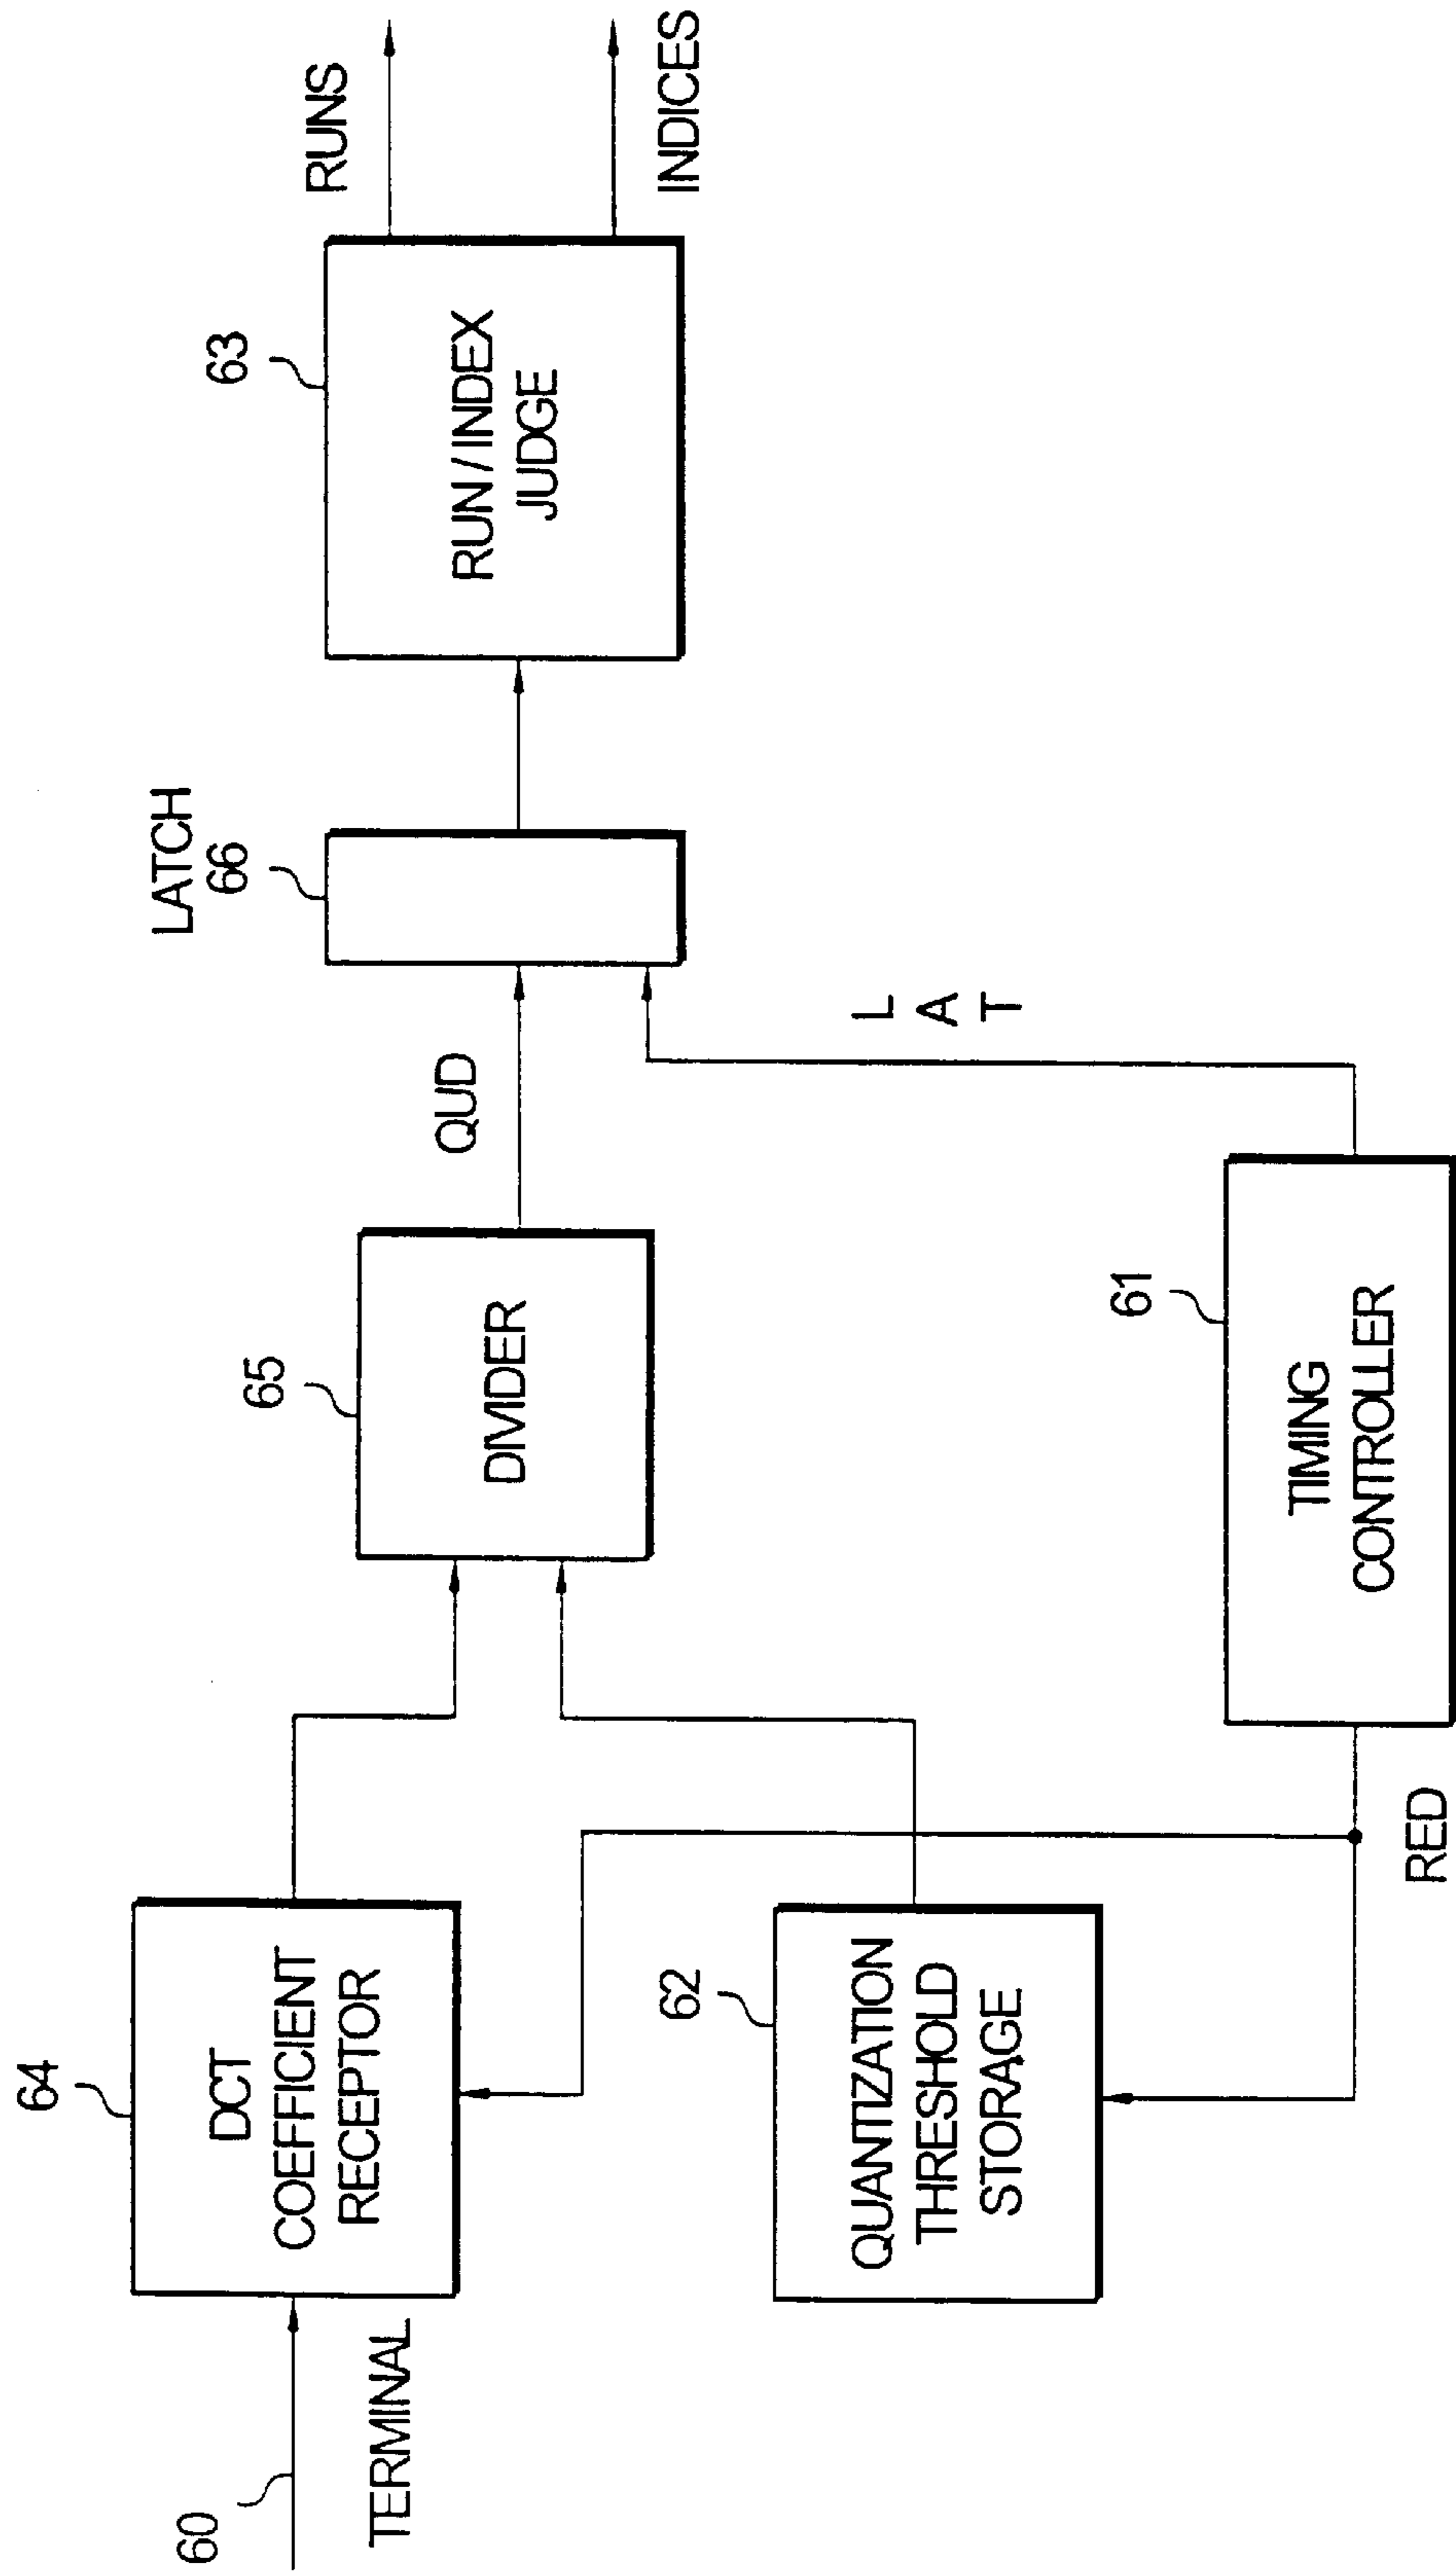 60
TERMINAL
64
DCT
COEFFICIENT
RECEPTOR
62
QUANTIZATION
THRESHOLD
STORAGE
RED
65
DIVIDER
61
TIMING
CONTROLLER
QUD
L
A
T
LATCH
66
63
RUN / INDEX
JUDGE
RUNS
INDICES